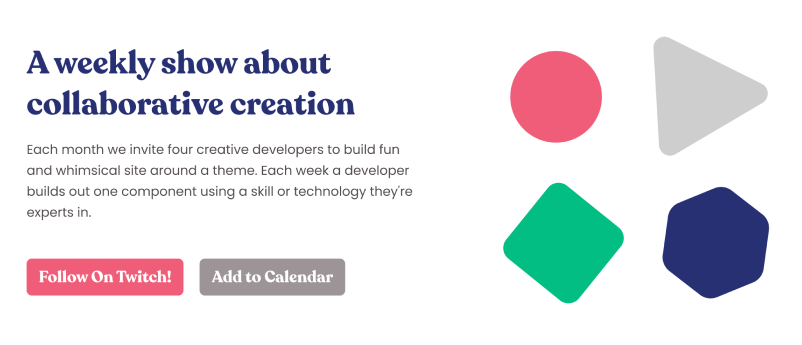 A weekly show about
collaborative creation
Each month we invite four creative developers to build fun
and whimsical site around a theme. Each week a developer
builds out one component using a skill or technology they're
experts in.
Follow On Twitch!
Add to Calendar